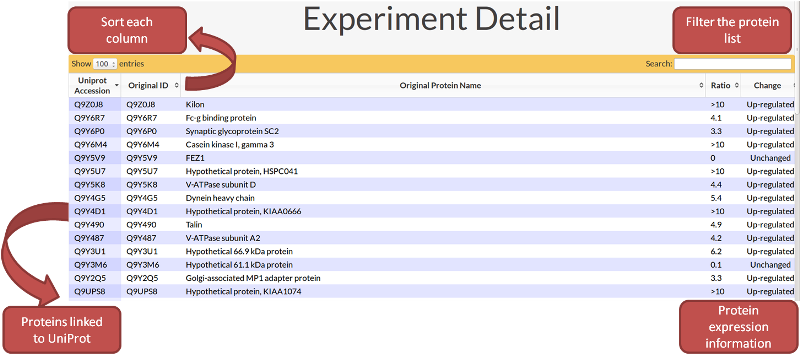 Experiment Detail
Sort each
column
Filter the protein
list
Show 100 entries
Search:
Uniprot
Accession
Original ID
Original Protein Name
Ratio
Change
Q9Z0J8 Q9Z0J8 Kilon >10 Up-regulated
Q9Y6R7 Q9Y6R7 Fc-g binding protein 4.1 Up-regulated
Q9Y6P0 Q9Y6P0 Synaptic glycoprotein SC2 3.3 Up-regulated
Q9Y6M4 Q9Y6M4 Casein kinase I, gamma 3 >10 Up-regulated
Q9Y5V9 Q9Y5V9 FEZ1 0 Unchanged
Q9Y5U7 Q9Y5U7 Hypothetical protein, HSPC041 >10 Up-regulated
Q9Y5K8 Q9Y5K8 V-ATPase subunit D 4.4 Up-regulated
Q9Y4G5 Q9Y4G5 Dynein heavy chain 5.4 Up-regulated
Q9Y4D1 Q9Y4D1 Hypothetical protein, KIAA0666 >10 Up-regulated
Q9Y490 Q9Y490 Talin 4.9 Up-regulated
Q9Y487 Q9Y487 V-ATPase subunit A2 4.2 Up-regulated
Q9Y3U1 Q9Y3U1 Hypothetical 66.9 kDa protein 6.2 Up-regulated
Q9Y3M6 Q9Y3M6 Hypothetical 61.1 kDa protein 0.1 Unchanged
Q9Y2Q5 Q9Y2Q5 Golgi-associated MP1 adapter protein 3.3 Up-regulated
Q9UPS8 Q9UPS8 Hypothetical protein, KIAA1074 >10 Up-regulated
Proteins linked
to UniProt
Protein
expression
information